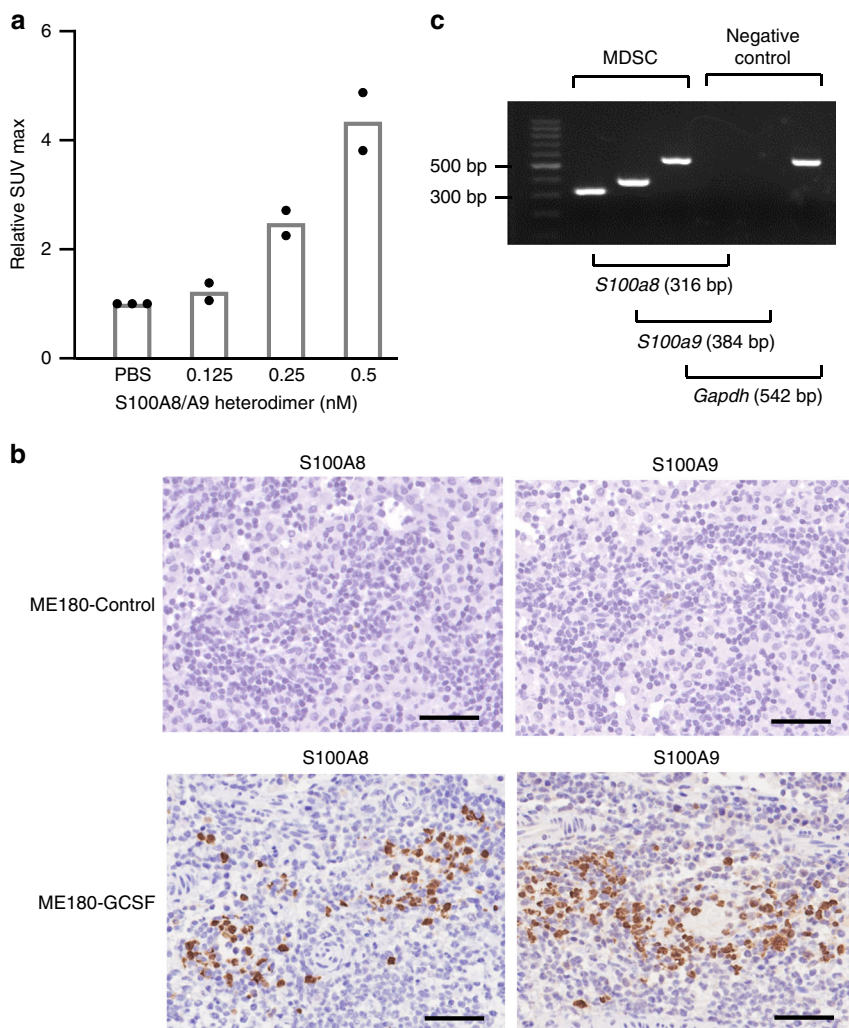 a
6
4
2
0
Relative SUV max
PBS 0.125 0.25 0.5
S100A8/A9 heterodimer (nM)
c
MDSC
Negative
control
500 bp
300 bp
S100a8 (316 bp)
S100a9 (384 bp)
Gapdh (542 bp)
b
S100A8 S100A9
ME180-Control
S100A8 S100A9
ME180-GCSF